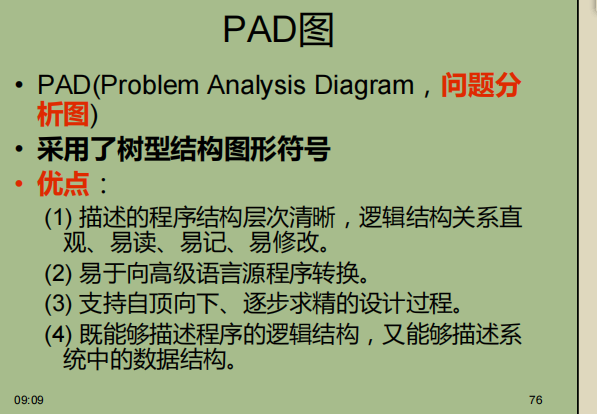 PAD图
• PAD(Problem Analysis Diagram，问题分
析图)
• 采用了树型结构图形符号
• 优点：
(1) 描述的程序结构层次清晰，逻辑结构关系直
观、易读、易记、易修改。
(2) 易于向高级语言源程序转换。
(3) 支持自顶向下、逐步求精的设计过程。
(4) 既能够描述程序的逻辑结构，又能够描述系
统中的数据结构。
09:09
76